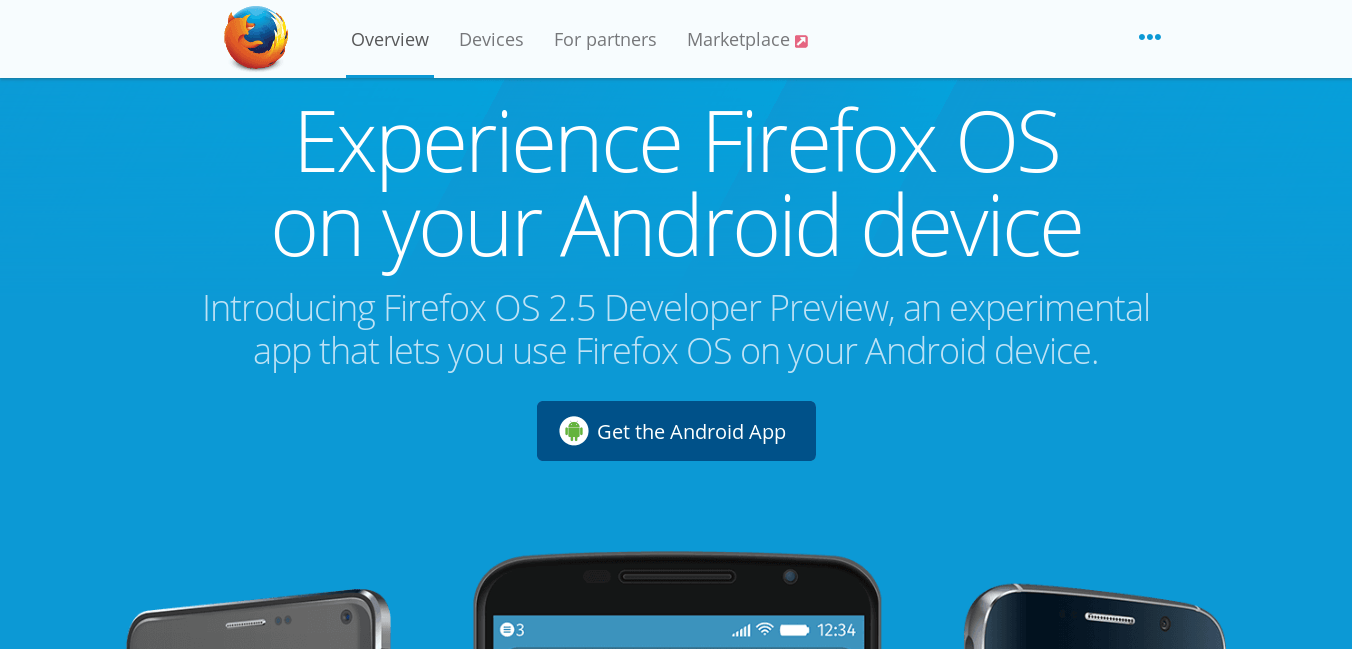 Overview Devices For partners Marketplace
Experience Firefox OS
on your Android device
Introducing Firefox OS 2.5 Developer Preview, an experimental
app that lets you use Firefox OS on your Android device.
Get the Android App
3 12:34